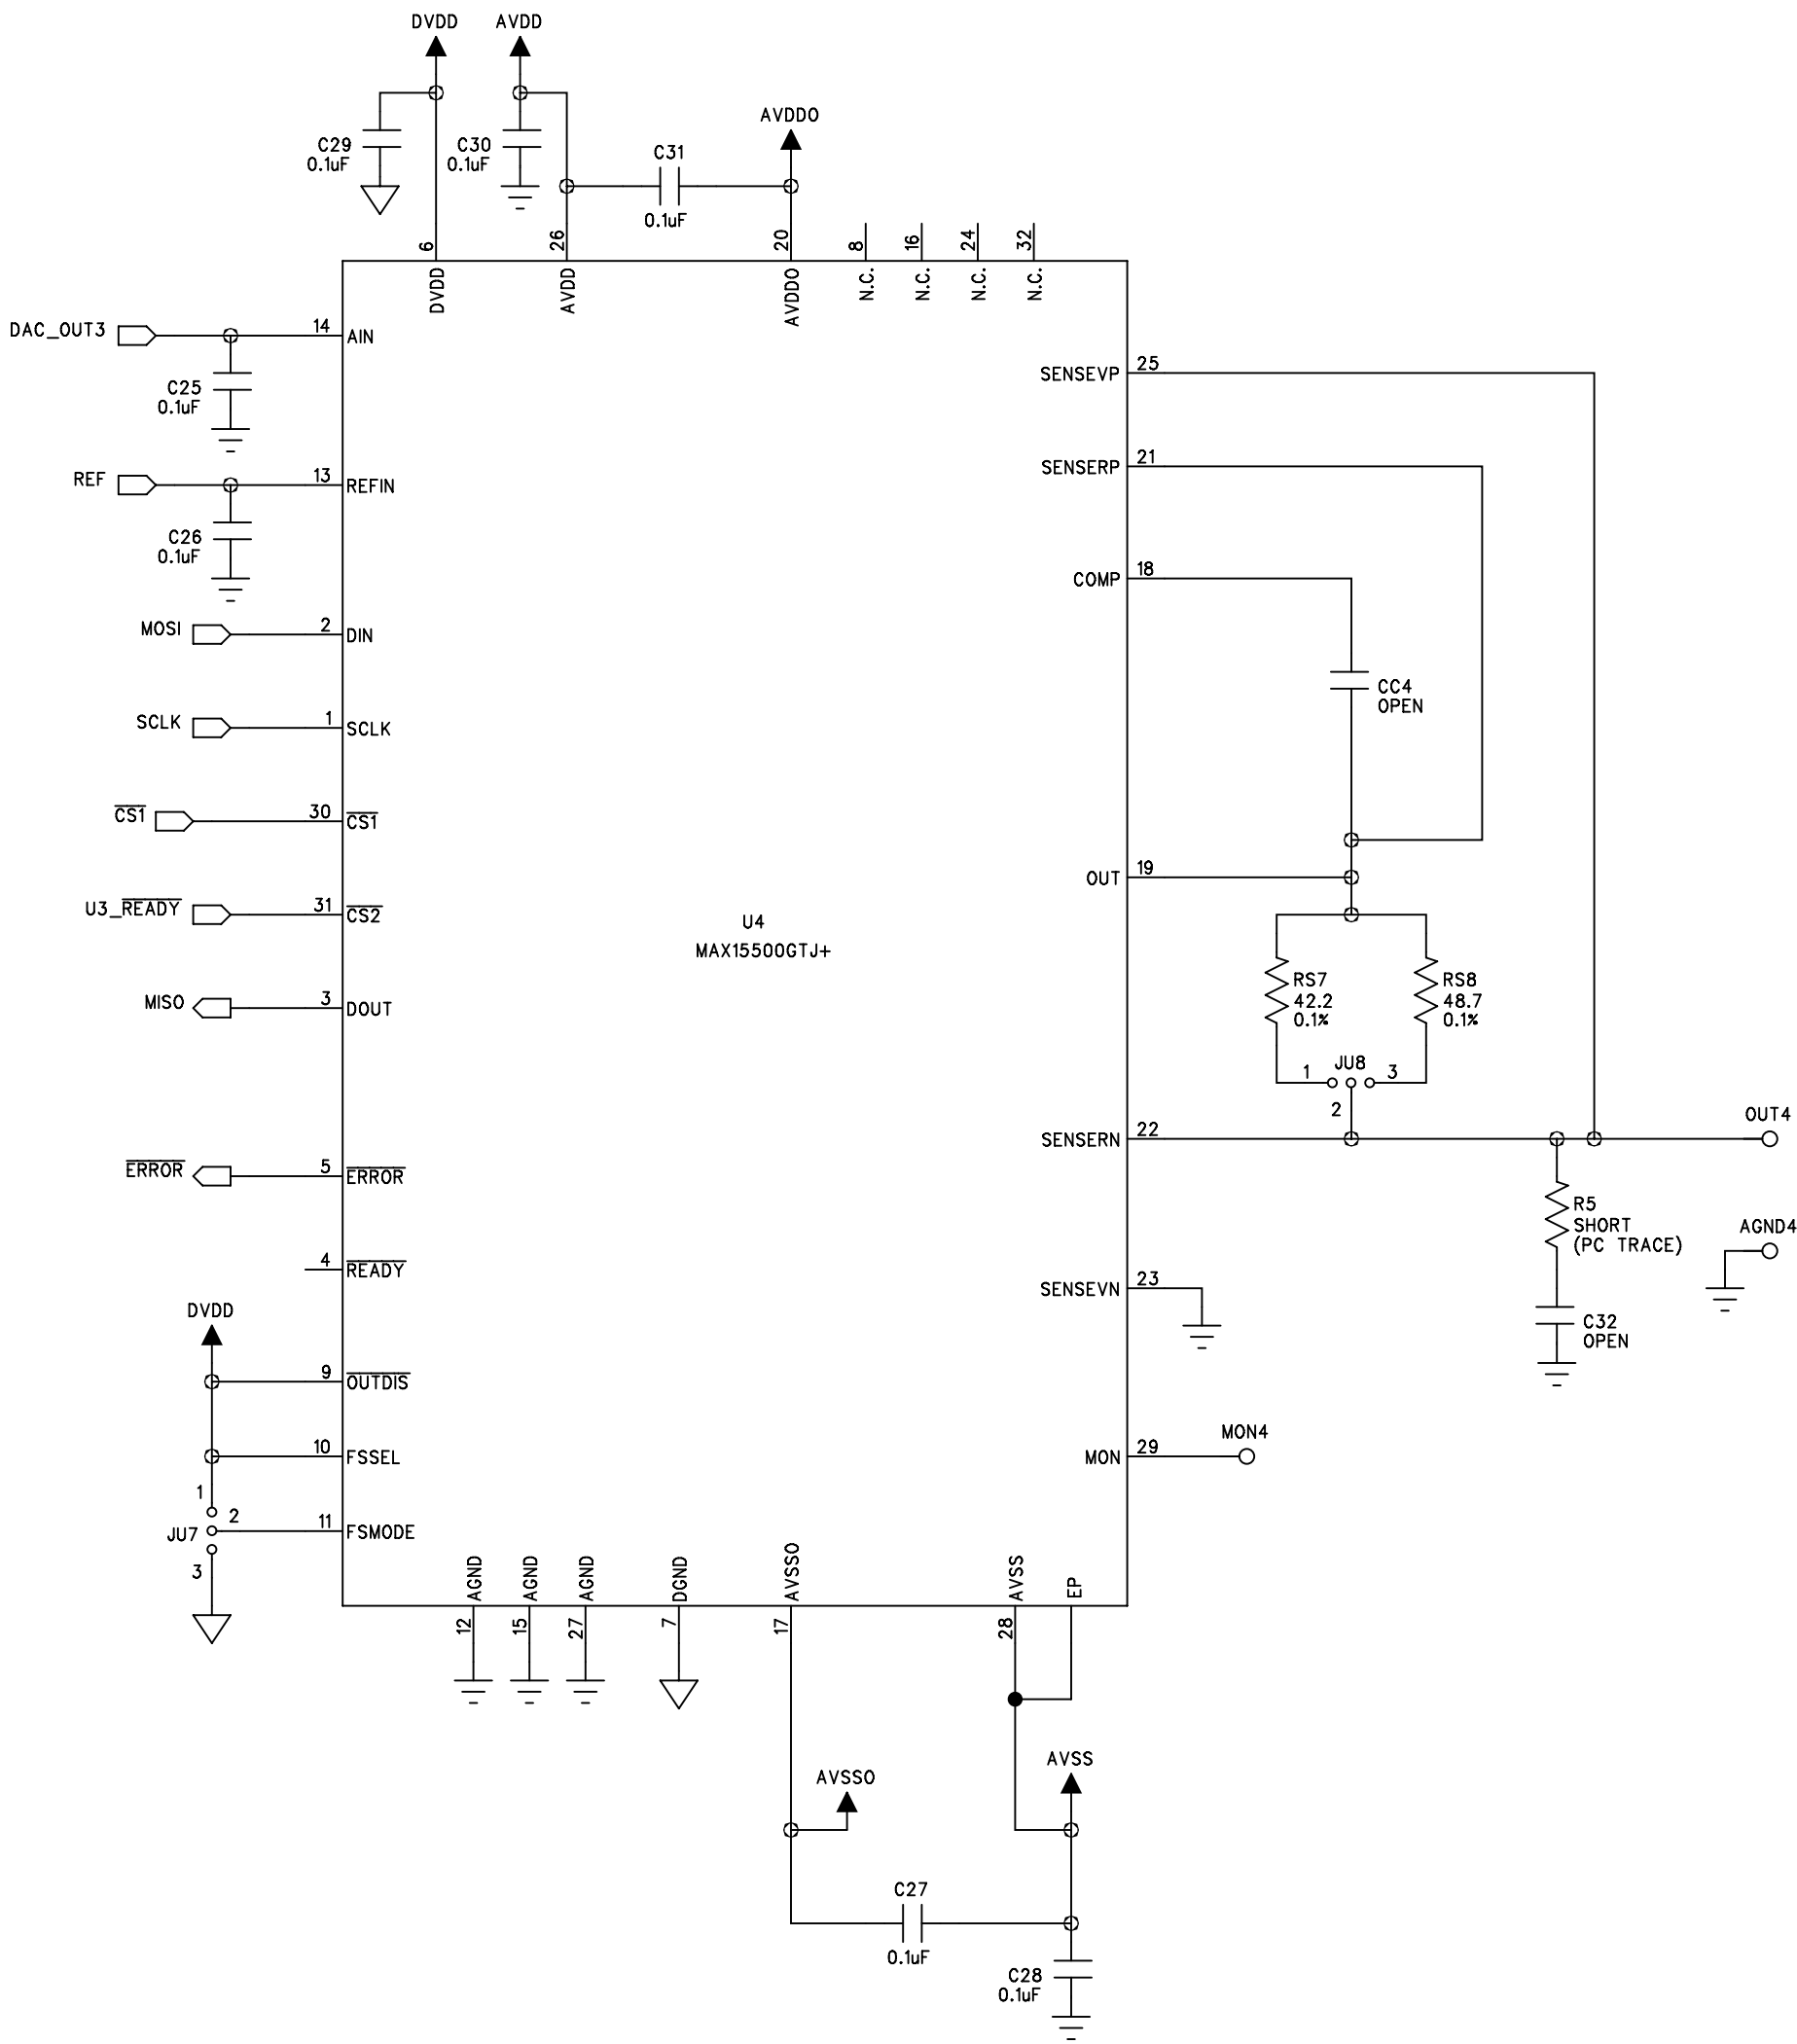 DVDD
AVDD
C29
0.1uF
C30
0.1uF
C31
0.1uF
AVDDO
6
26
20
8
16
24
32
DVDD
AVDD
AVDDO
N.C.
N.C.
N.C.
N.C.
DAC_OUT3
14
AIN
C25
0.1uF
REF
13
REFIN
C26
0.1uF
MOSI
2
DIN
SCLK
1
SCLK
CS1
30
CS1
U3_READY
31
CS2
MISO
3
DOUT
ERROR
5
ERROR
4
READY
DVDD
9
OUTDIS
10
FSSEL
1
2
JU7
3
11
FSMODE
U4
MAX15500GTJ+
SENSEVP
25
SENSERP
21
COMP
18
CC4
OPEN
OUT
19
RS7
42.2
0.1%
RS8
48.7
0.1%
JU8
1
3
2
SENSERN
22
OUT4
R5
SHORT
(PC TRACE)
AGND4
SENSEVN
23
C32
OPEN
MON
29
MON4
AGND
AGND
AGND
DGND
AVSSO
AVSS
EP
12
15
27
7
17
28
AVSSO
AVSS
C27
0.1uF
C28
0.1uF